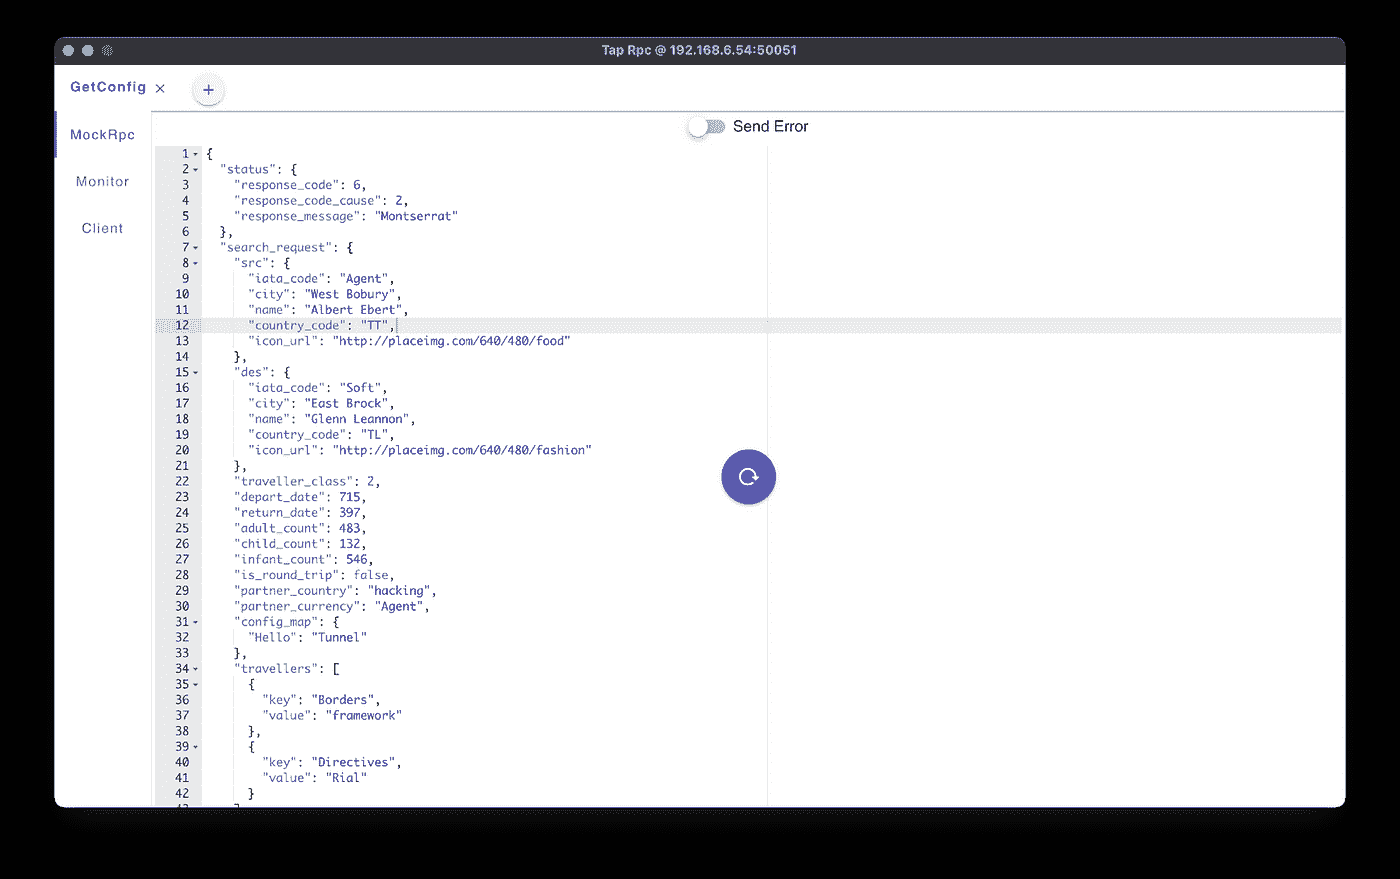 Tap Rpc @ 192.168.6.54:50051
GetConfig ×
+
MockRpc
Monitor
Client
Send Error
1 {
2 "status": {
3 "response_code": 6,
4 "response_code_cause": 2,
5 "response_message": "Montserrat"
6 },
7 "search_request": {
8 "src": {
9 "iata_code": "Agent",
10 "city": "West Bobury",
11 "name": "Albert Ebert",
12 "country_code": "TT",
13 "icon_url": "http://placeimg.com/640/480/food"
14 },
15 "des": {
16 "iata_code": "Soft",
17 "city": "East Brock",
18 "name": "Glenn Leannon",
19 "country_code": "TL",
20 "icon_url": "http://placeimg.com/640/480/fashion"
21 },
22 "traveller_class": 2,
23 "depart_date": 715,
24 "return_date": 397,
25 "adult_count": 483,
26 "child_count": 132,
27 "infant_count": 546,
28 "is_round_trip": false,
29 "partner_country": "hacking",
30 "partner_currency": "Agent",
31 "config_map": {
32 "Hello": "Tunnel"
33 },
34 "travellers": [
35 {
36 "key": "Borders",
37 "value": "framework"
38 },
39 {
40 "key": "Directives",
41 "value": "Rial"
42 }